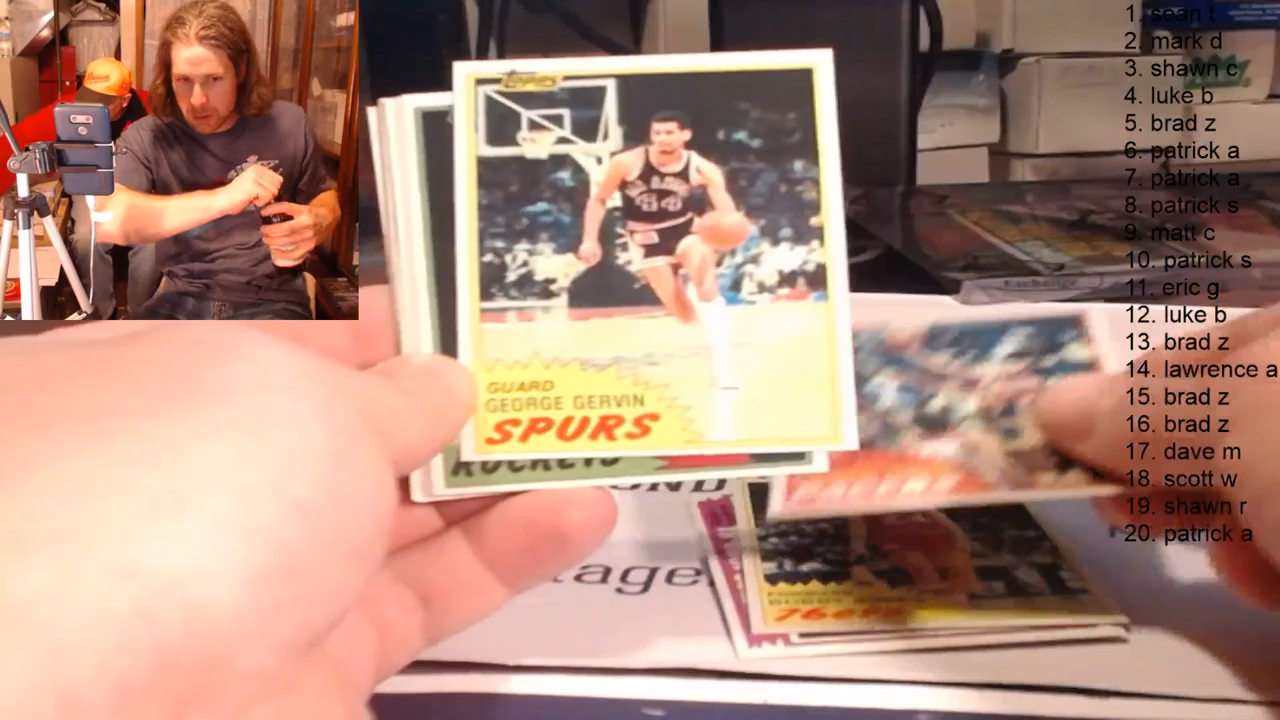 Topps
44
GUARD
GEORGE GERVIN
SPURS
ROCKETS
76ers
1. sean t
2. mark d
3. shawn c
4. luke b
5. brad z
6. patrick a
7. patrick a
8. patrick s
9. matt c
10. patrick s
11. eric g
12. luke b
13. brad z
14. lawrence a
15. brad z
16. brad z
17. dave m
18. scott w
19. shawn r
20. patrick a